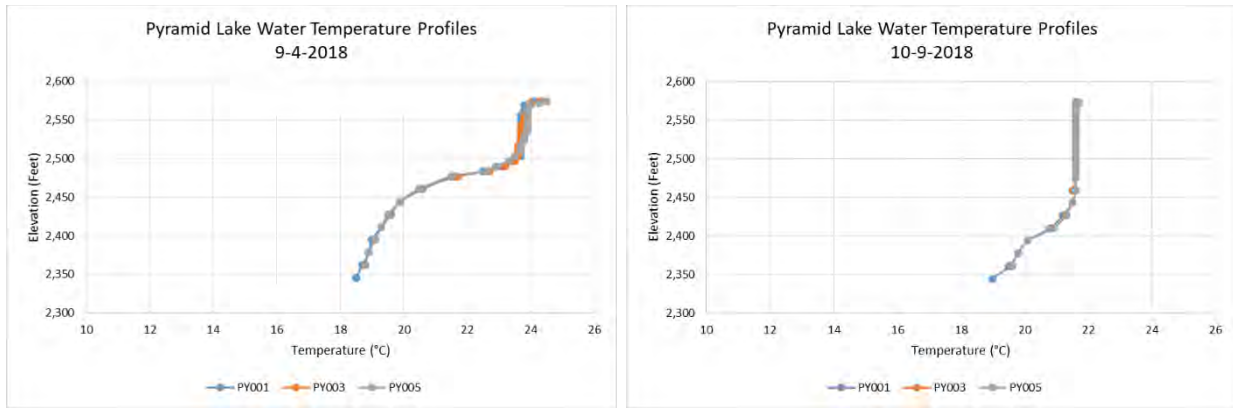 Pyramid Lake Water Temperature Profiles
9-4-2018
2,600
2,550
2,500
2,450
2,400
2,350
2,300
Elevation (Feet)
10 12 14 16 18 20 22 24 26
Temperature (°C)
PY001 PY003 PY005
Pyramid Lake Water Temperature Profiles
10-9-2018
2,600
2,550
2,500
2,450
2,400
2,350
2,300
Elevation (Feet)
10 12 14 16 18 20 22 24 26
Temperature (°C)
PY001 PY003 PY005